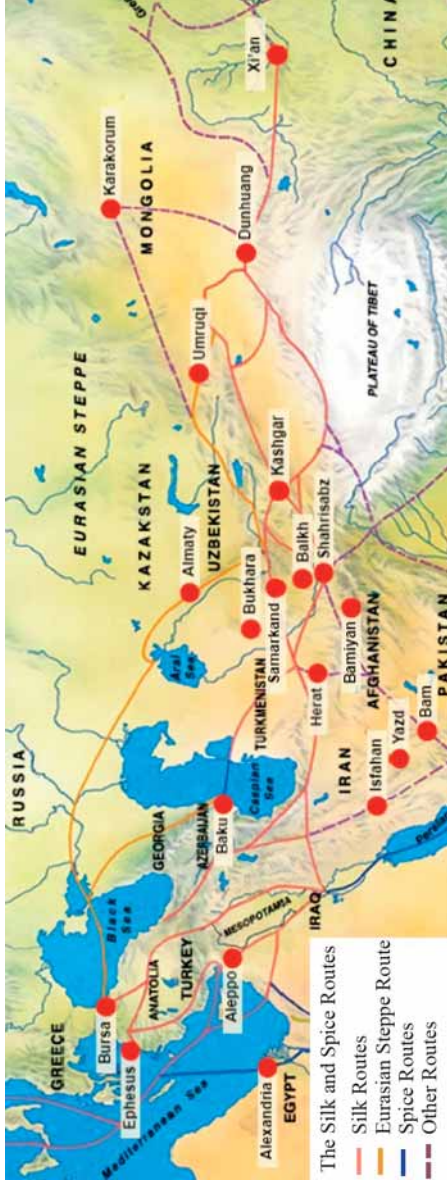 RUSSIA
EURASIAN STEPPE
MONGOLIA
CHINA
KAZAKSTAN
UZBEKISTAN
GREECE
Black
Sea
GEORGIA
AZERBAIJAN
Caspian
Sea
Aral
Sea
TURKMENISTAN
ANATOLIA
TURKEY
MESOPOTAMIA
IRAQ
IRAN
AFGHANISTAN
PAKISTAN
PLATEAU OF TIBET
Mediterranean Sea
EGYPT
Persian
Karakorum
Xi'an
Dunhuang
Umruqi
Almaty
Kashgar
Bukhara
Samarkand
Balkh
Shahrisabz
Herat
Bamiyan
Baku
Isfahan
Yazd
Bam
Bursa
Ephesus
Aleppo
Alexandria
The Silk and Spice Routes
Silk Routes
Eurasian Steppe Route
Spice Routes
Other Routes